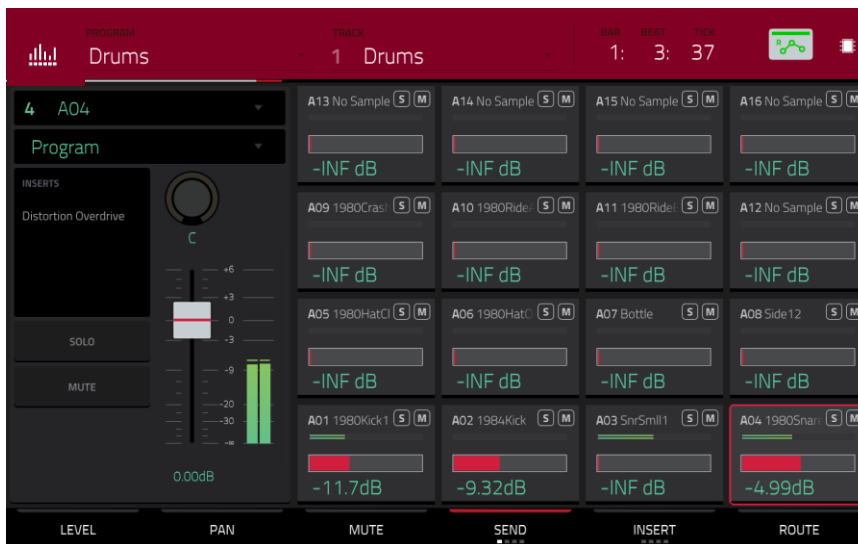 PROGRAM
Drums
TRACK
1 Drums
BAR BEAT TICK
1: 3: 37
R
4 A04
Program
INSERTS
Distortion Overdrive
C
+6
+3
0
-3
-9
-20
-30
-∞
SOLO
MUTE
0.00dB
A13 No Sample S M
A14 No Sample S M
A15 No Sample S M
A16 No Sample S M
-INF dB
-INF dB
-INF dB
-INF dB
A09 1980Crash S M
A10 1980Ride S M
A11 1980Ride S M
A12 No Sample S M
-INF dB
-INF dB
-INF dB
-INF dB
A05 1980HatCl S M
A06 1980HatO S M
A07 Bottle S M
A08 Side12 S M
-INF dB
-INF dB
-INF dB
-INF dB
A01 1980Kick1 S M
A02 1984Kick S M
A03 SnrSmll1 S M
A04 1980Snare S M
-11.7dB
-9.32dB
-INF dB
-4.99dB
LEVEL
PAN
MUTE
SEND
INSERT
ROUTE